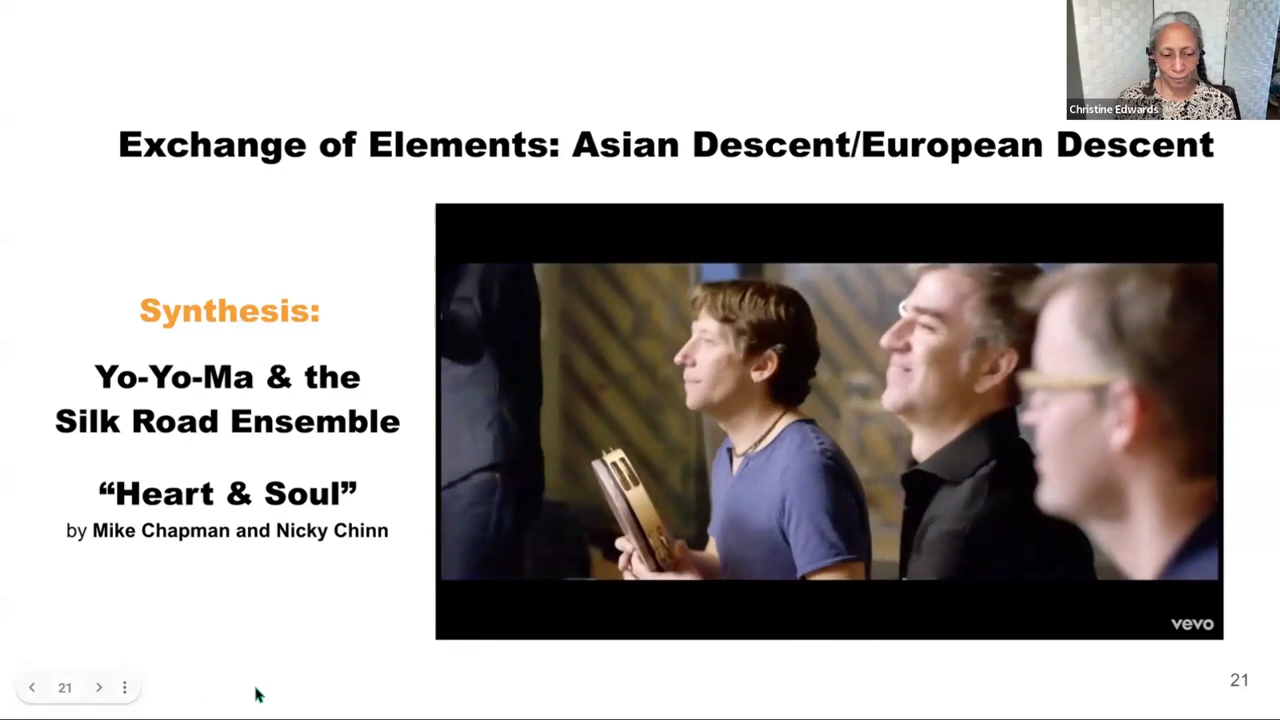 Christine Edwards
Exchange of Elements: Asian Descent/European Descent
Synthesis:
Yo-Yo-Ma & the
Silk Road Ensemble
“Heart & Soul”
by Mike Chapman and Nicky Chinn
vevo
21
21